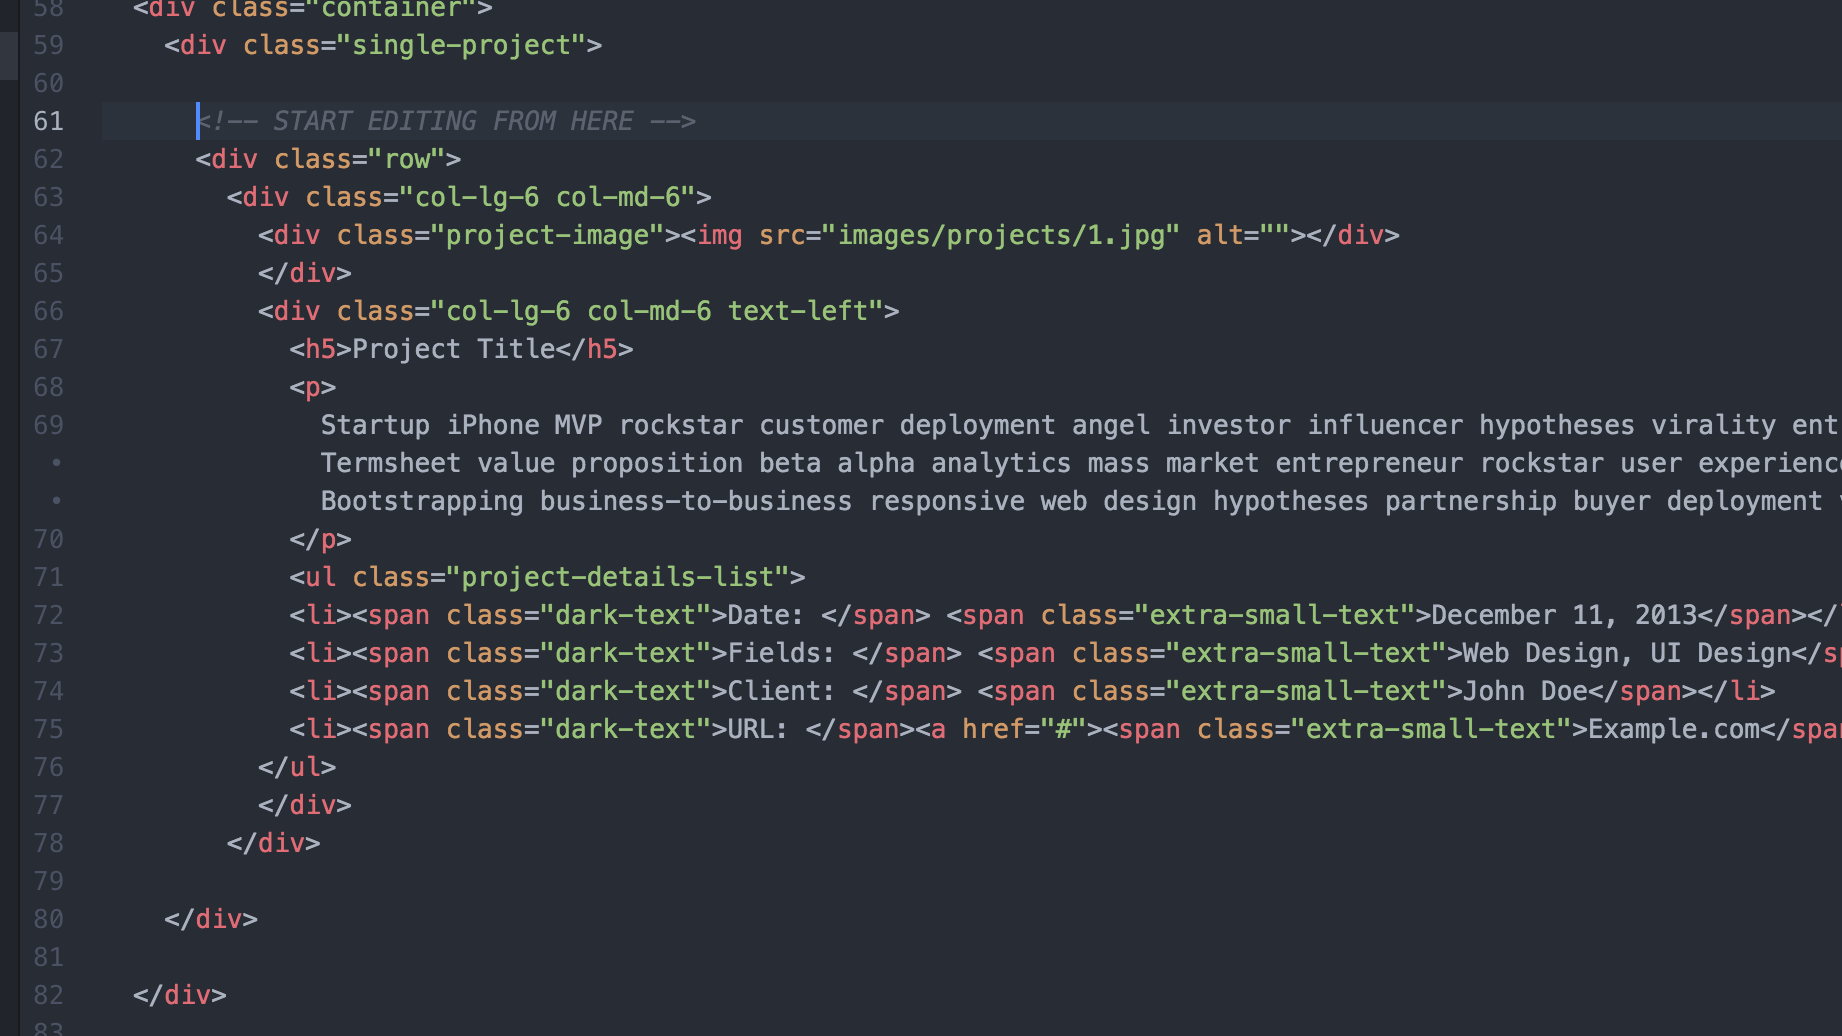 58 <div class="container">
59 <div class="single-project">
60
61 <!-- START EDITING FROM HERE -->
62 <div class="row">
63 <div class="col-lg-6 col-md-6">
64 <div class="project-image"><img src="images/projects/1.jpg" alt=""></div>
65 </div>
66 <div class="col-lg-6 col-md-6 text-left">
67 <h5>Project Title</h5>
68 <p>
69 Startup iPhone MVP rockstar customer deployment angel investor influencer hypotheses virality ent
• Termsheet value proposition beta alpha analytics mass market entrepreneur rockstar user experience
• Bootstrapping business-to-business responsive web design hypotheses partnership buyer deployment
70 </p>
71 <ul class="project-details-list">
72 <li><span class="dark-text">Date: </span> <span class="extra-small-text">December 11, 2013</span></
73 <li><span class="dark-text">Fields: </span> <span class="extra-small-text">Web Design, UI Design</sp
74 <li><span class="dark-text">Client: </span> <span class="extra-small-text">John Doe</span></li>
75 <li><span class="dark-text">URL: </span><a href="#"><span class="extra-small-text">Example.com</span
76 </ul>
77 </div>
78 </div>
79
80 </div>
81
82 </div>
83